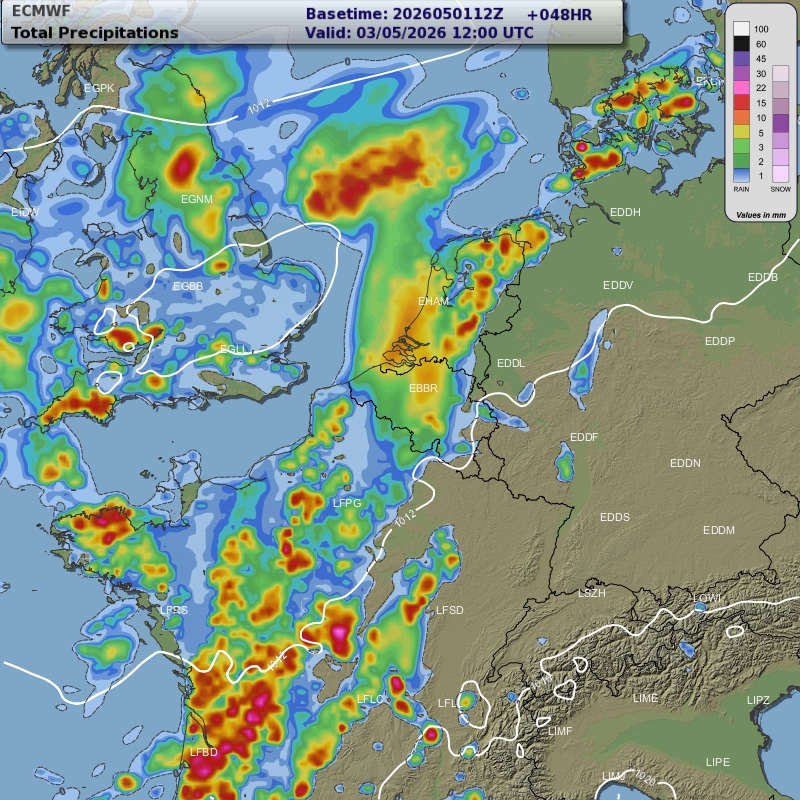 ECMWF
Basetime: 2026050112Z +048HR
Total Precipitations
Valid: 03/05/2026 12:00 UTC
100
60
45
30
22
15
10
5
3
2
1
RAIN
SNOW
Values in mm
EGPK
1012
EGNM
EIDW
EGBB
EGLL
EHAM
EBBR
EDDH
EDDV
EDDB
EDDP
EDDL
EDDF
EDDN
EDDS
EDDM
LFPG
1012
LFRS
LFSD
LSZH
LOWI
1012
LFLC
LFLL
LIME
LIPZ
LIMF
LFBD
LIPE
1020